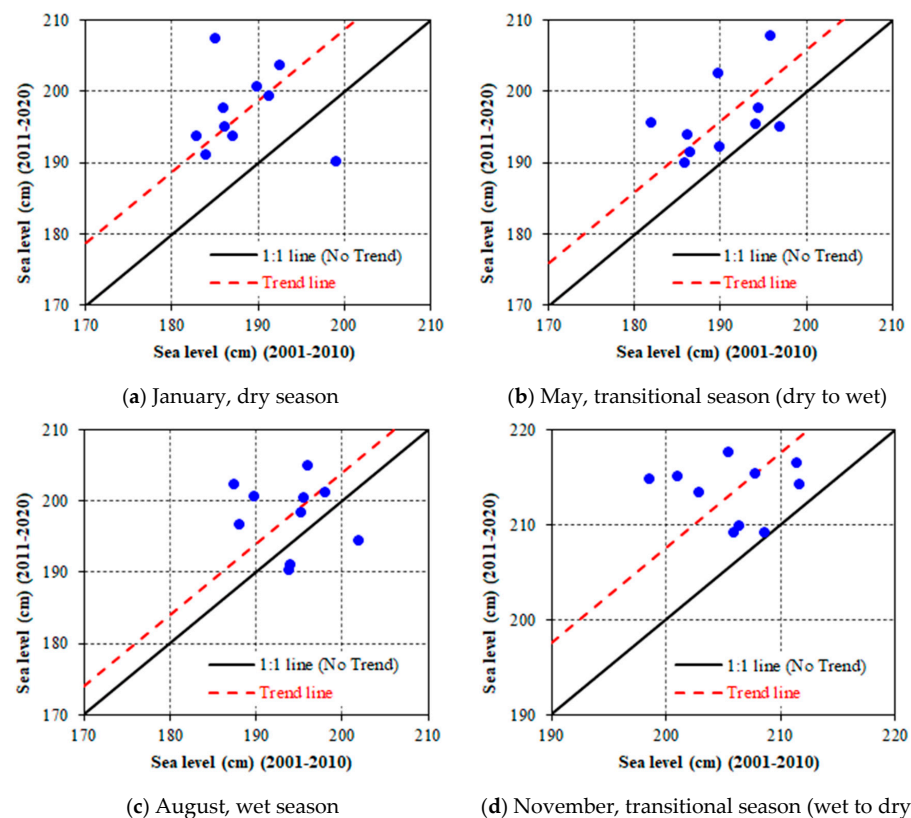 210
200
190
180
170
170 180 190 200 210
Sea level (cm) (2011-2020)
1:1 line (No Trend)
Trend line
Sea level (cm) (2001-2010)
(a) January, dry season
210
200
190
180
170
170 180 190 200 210
Sea level (cm) (2011-2020)
1:1 line (No Trend)
Trend line
Sea level (cm) (2001-2010)
(b) May, transitional season (dry to wet)
210
200
190
180
170
170 180 190 200 210
Sea level (cm) (2011-2020)
1:1 line (No Trend)
Trend line
Sea level (cm) (2001-2010)
(c) August, wet season
220
210
200
190
190 200 210 220
Sea level (cm) (2011-2020)
1:1 line (No Trend)
Trend line
Sea level (cm) (2001-2010)
(d) November, transitional season (wet to dry